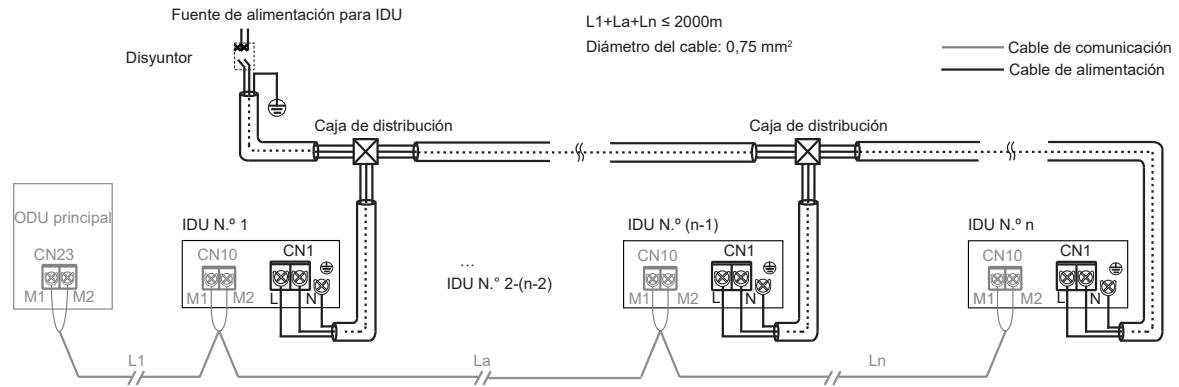 Fuente de alimentación para IDU
L1+La+Ln ≤ 2000m
Diámetro del cable: 0,75 mm²
Disyuntor
Cable de comunicación
Cable de alimentación
Caja de distribución
Caja de distribución
ODU principal
CN23
M1 M2
IDU N.º 1
CN10 CN1
M1 M2 L N
...
IDU N.° 2-(n-2)
IDU N.º (n-1)
CN10 CN1
M1 M2 L N
IDU N.º n
CN10 CN1
M1 M2 L N
L1
La
Ln